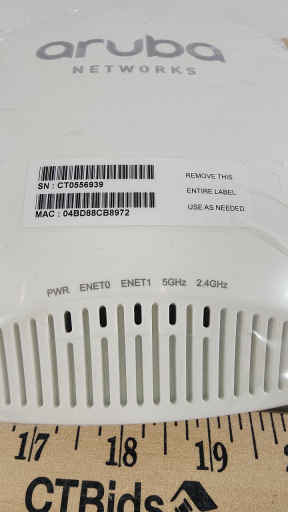 aruba
NETWORKS
SN : CT0556939
MAC : 04BD88CB8972
REMOVE THIS
ENTIRE LABEL
USE AS NEEDED
PWR ENET0 ENET1 5GHz 2.4GHz
17 18 19
CTBids